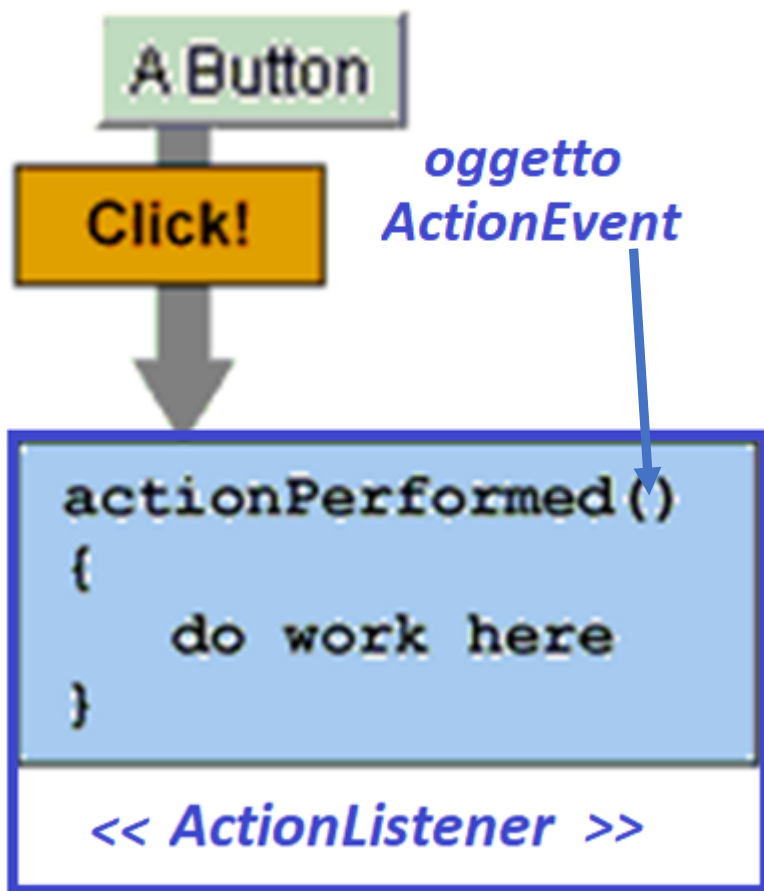 A Button
Click!
oggetto
ActionEvent
actionPerformed()
{
do work here
}
<< ActionListener >>